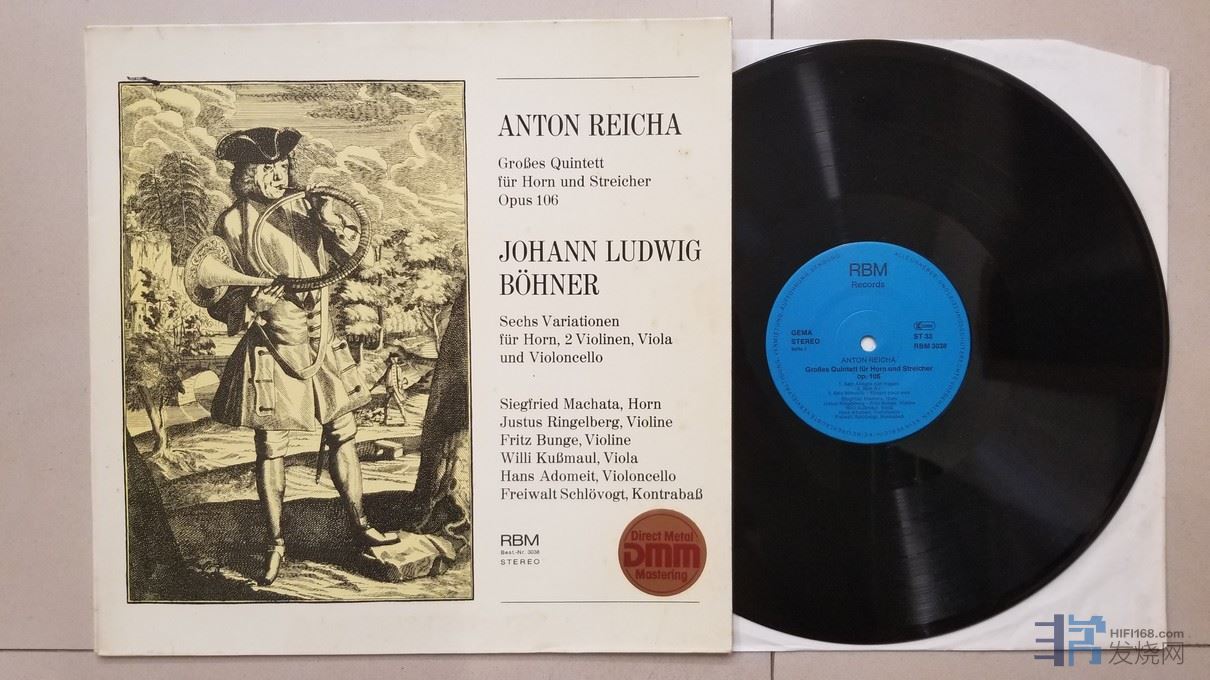 ANTON REICHA
Großes Quintett
für Horn und Streicher
Opus 106
JOHANN LUDWIG
BÖHNER
Sechs Variationen
für Horn, 2 Violinen, Viola
und Violoncello
Siegfried Machata, Horn
Justus Ringelberg, Violine
Fritz Bunge, Violine
Willi Kußmaul, Viola
Hans Adomeit, Violoncello
Freiwalt Schlövogt, Kontrabaß
RBM
Best.-Nr. 3038
STEREO
Direct Metal
DMM
Mastering
RBM
Records
GEMA
STEREO
Seite 1
ST 33
RBM 3038
ANTON REICHA
Großes Quintett für Horn und Streicher
op. 106
HIFI168.com
发烧网